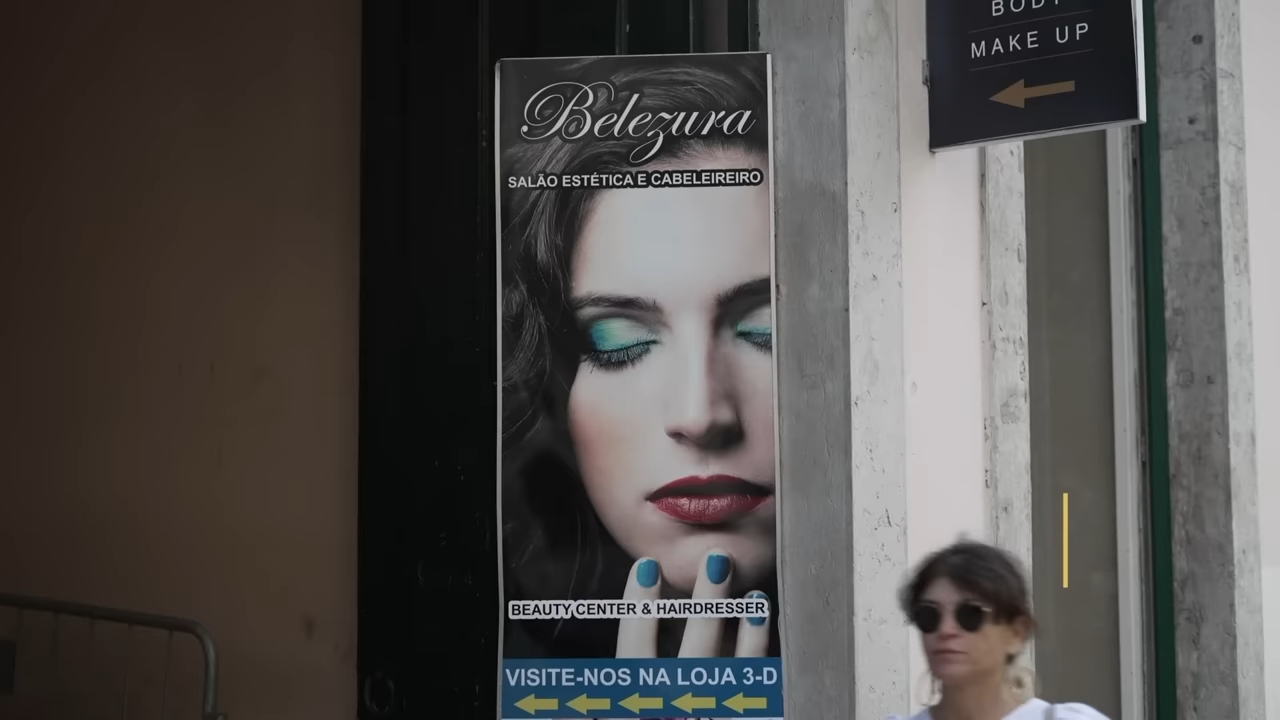 Belezura
SALÃO ESTÉTICA E CABELEIREIRO
BEAUTY CENTER & HAIRDRESSER
VISITE-NOS NA LOJA 3-D
BODY
MAKE UP